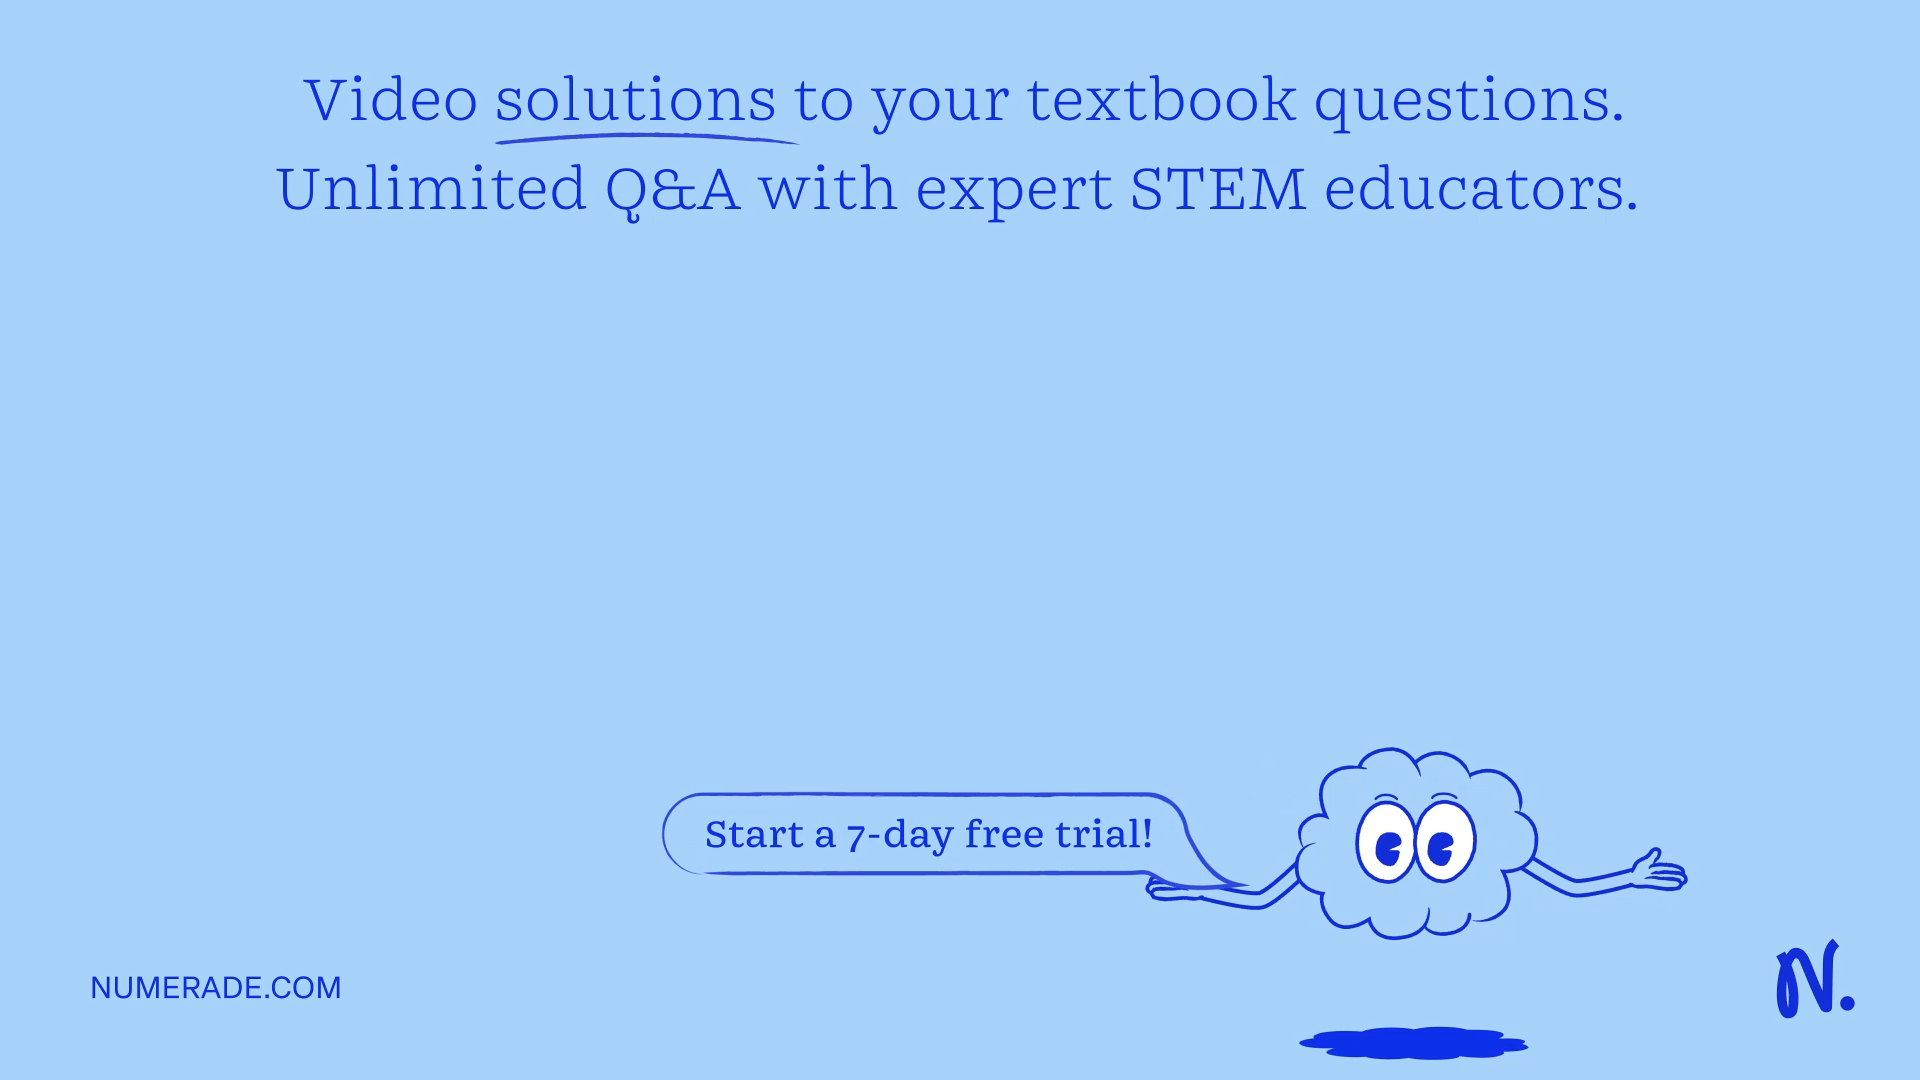 Video solutions to your textbook questions.
Unlimited Q&A with expert STEM educators.
Start a 7-day free trial!
NUMERADE.COM
N.